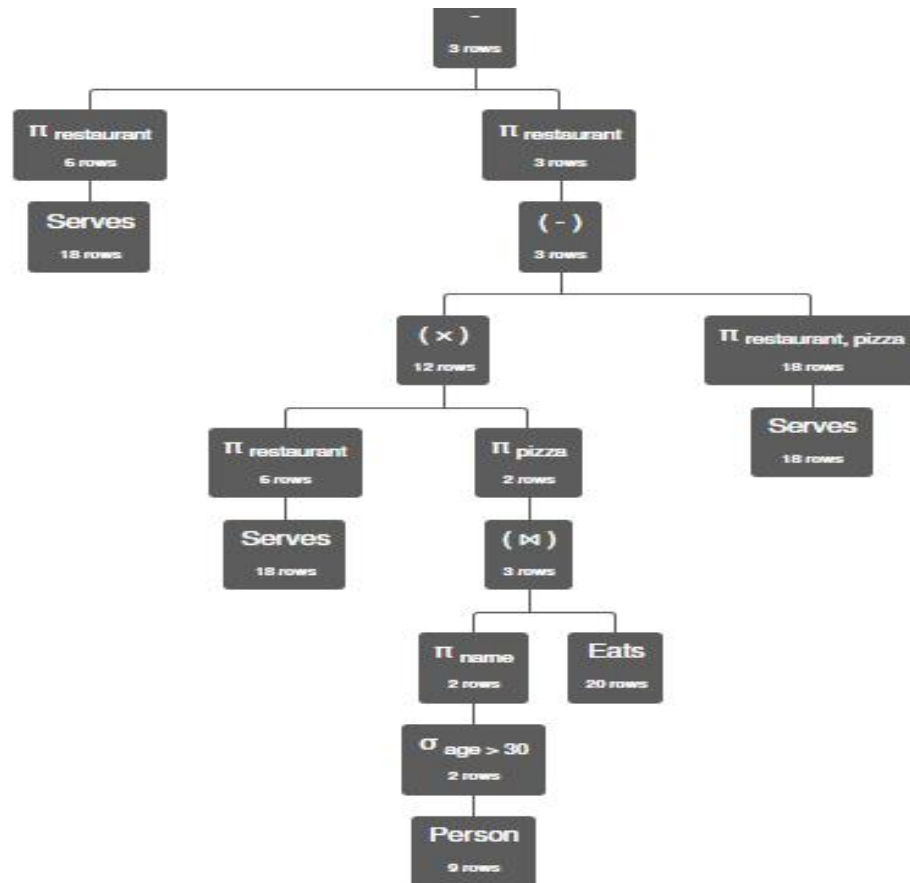 -
3 rows
π restaurant
6 rows
π restaurant
3 rows
Serves
18 rows
( - )
3 rows
( × )
12 rows
π restaurant, pizza
18 rows
π restaurant
6 rows
π pizza
2 rows
Serves
18 rows
Serves
18 rows
( ⋈ )
3 rows
π name
2 rows
Eats
20 rows
σ age > 30
2 rows
Person
9 rows